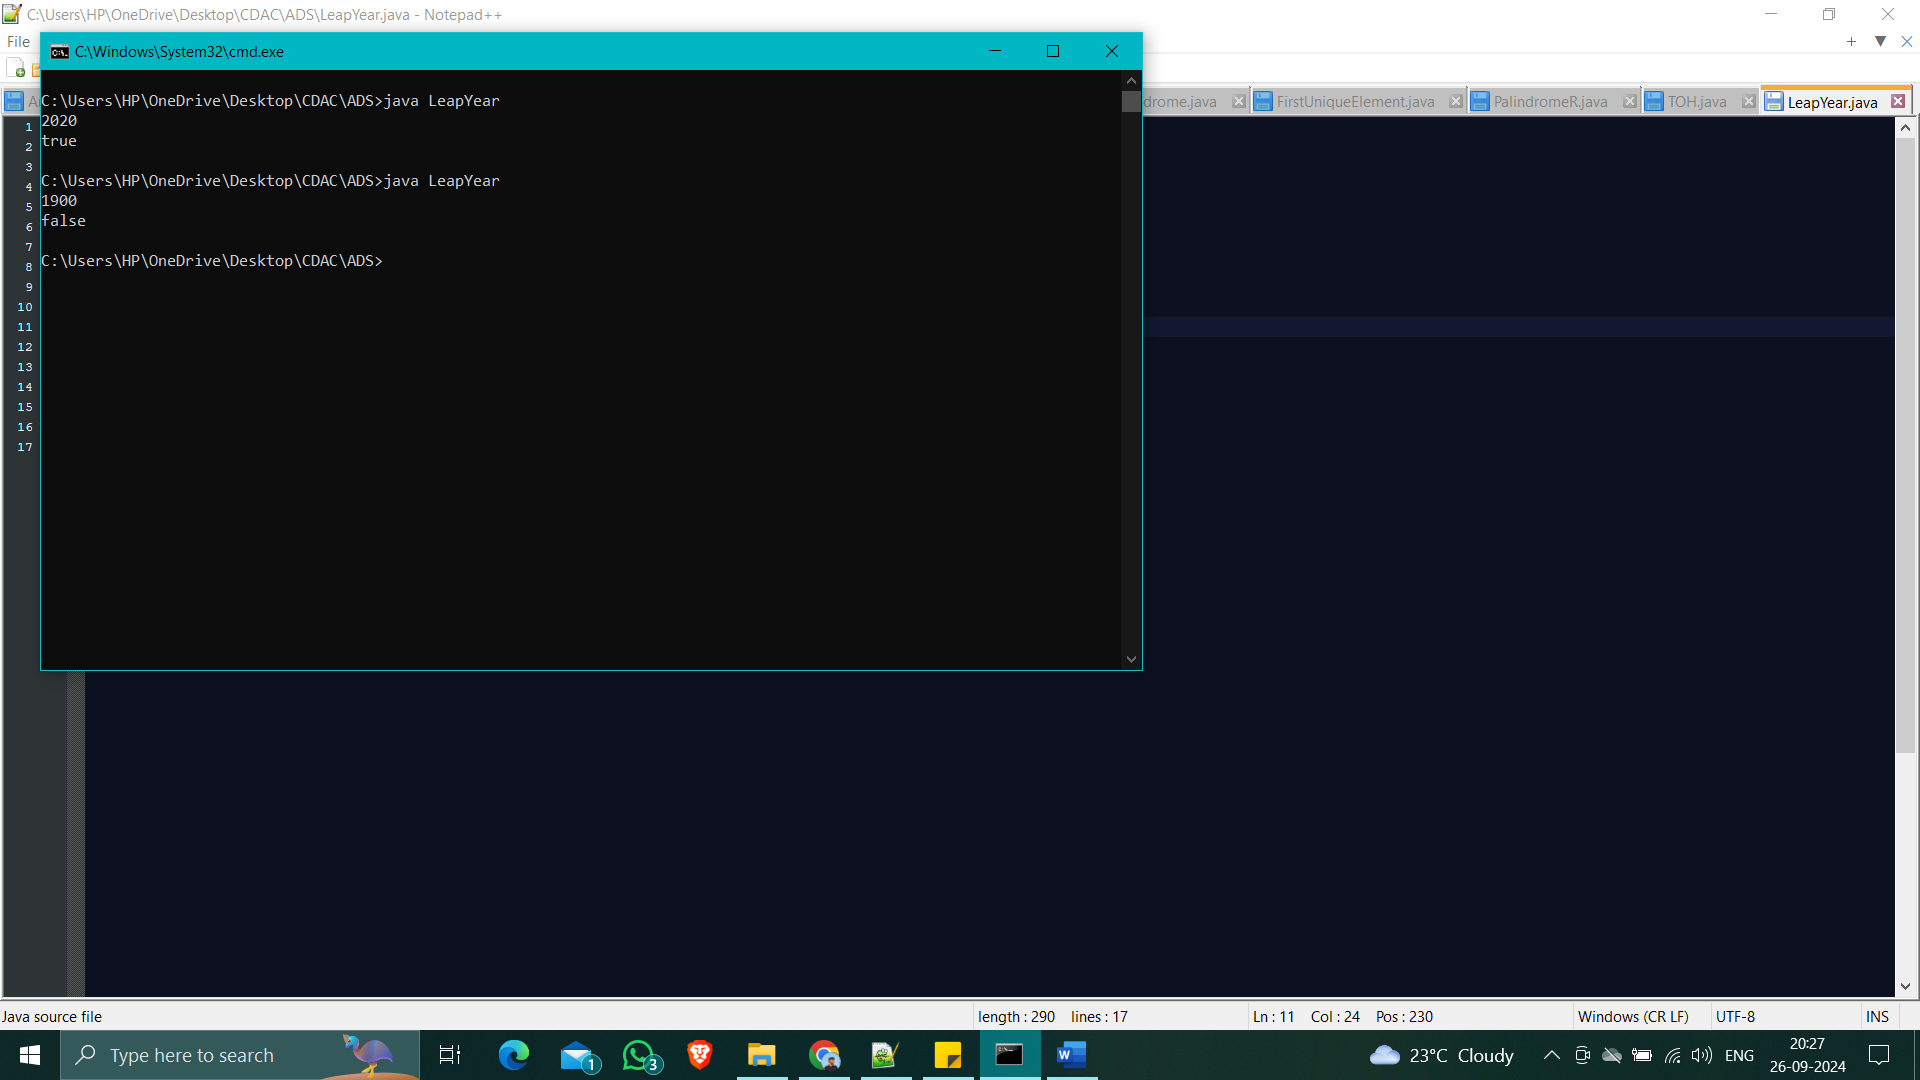 C:\Users\HP\OneDrive\Desktop\CDAC\ADS\LeapYear.java - Notepad++
File
C:\Windows\System32\cmd.exe
drome.java
FirstUniqueElement.java
PalindromeR.java
TOH.java
LeapYear.java
C:\Users\HP\OneDrive\Desktop\CDAC\ADS>java LeapYear
2020
true
C:\Users\HP\OneDrive\Desktop\CDAC\ADS>java LeapYear
1900
false
C:\Users\HP\OneDrive\Desktop\CDAC\ADS>
1
2
3
4
5
6
7
8
9
10
11
12
13
14
15
16
17
Java source file
length : 290 lines : 17
Ln : 11 Col : 24 Pos : 230
Windows (CR LF)
UTF-8
INS
Type here to search
1
3
23°C Cloudy
ENG
20:27
26-09-2024